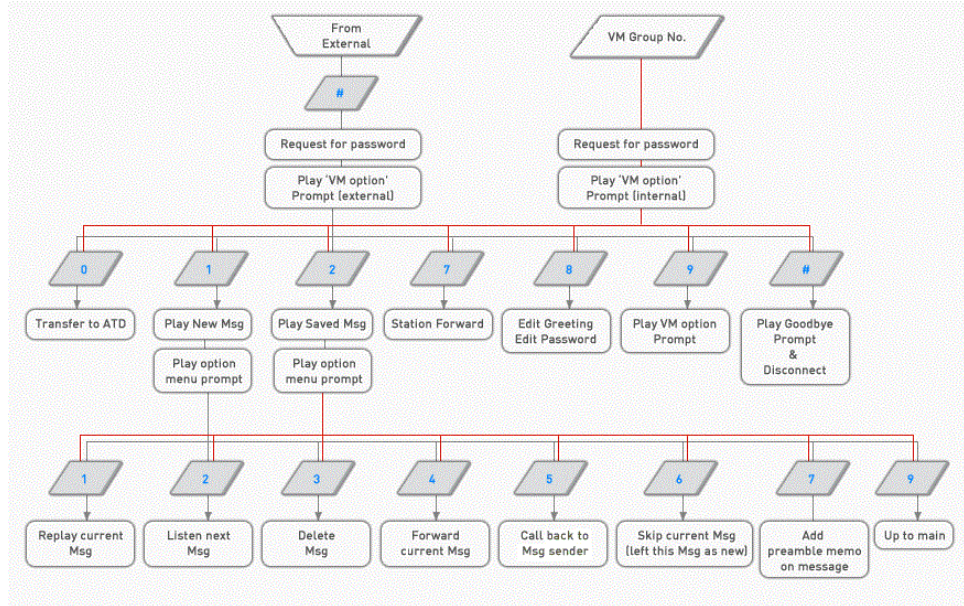 From
External
VM Group No.
#
Request for password
Request for password
Play 'VM option'
Prompt (external)
Play 'VM option'
Prompt (internal)
0
1
2
7
8
9
#
Transfer to ATD
Play New Msg
Play Saved Msg
Station Forward
Edit Greeting
Edit Password
Play VM option
Prompt
Play Goodbye
Prompt
&
Disconnect
Play option
menu prompt
Play option
menu prompt
1
2
3
4
5
6
7
9
Replay current
Msg
Listen next
Msg
Delete
Msg
Forward
current Msg
Call back to
Msg sender
Skip current Msg
(left this Msg as new)
Add
preamble memo
on message
Up to main